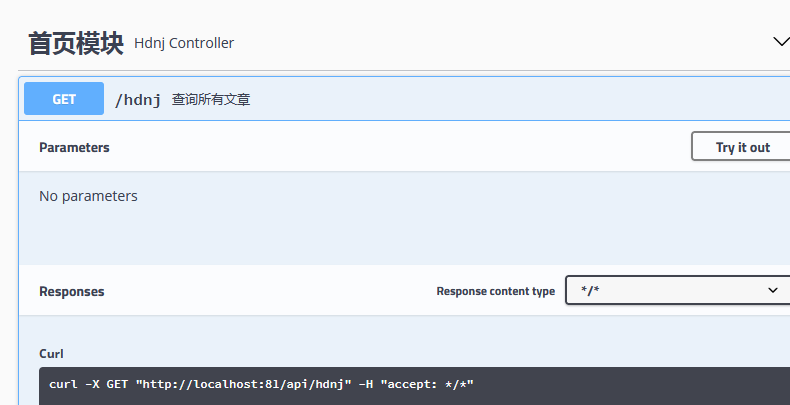 首页模块 Hdnj Controller
GET /hdnj 查询所有文章
Parameters Try it out
No parameters
Responses Response content type */*
Curl
curl -X GET "http://localhost:81/api/hdnj" -H "accept: */*"